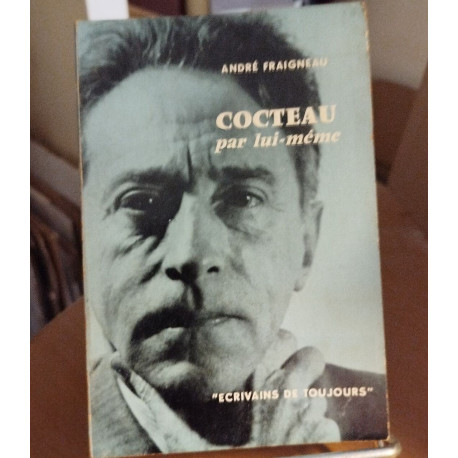 ANDRÉ FRAIGNEAU
COCTEAU
par lui-même
"ECRIVAINS DE TOUJOURS"